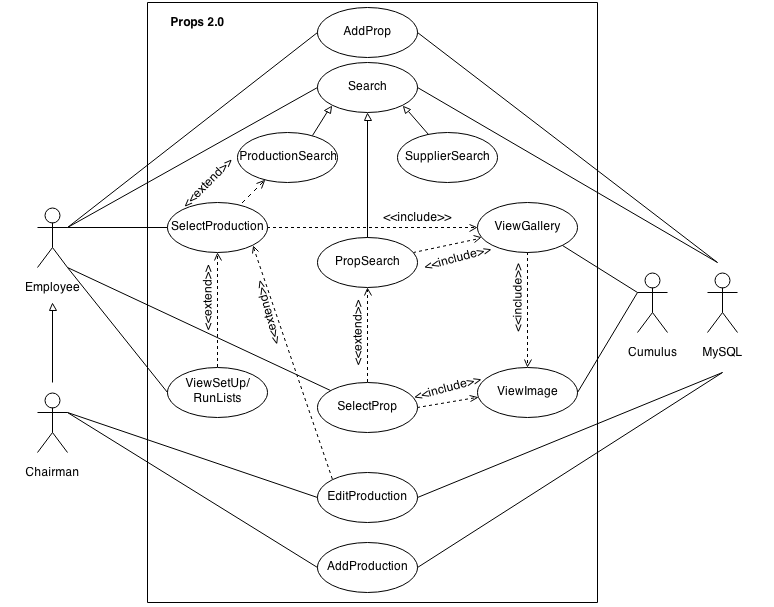 Props 2.0
AddProp
Search
ProductionSearch
SupplierSearch
<<extend>>
SelectProduction
<<include>>
ViewGallery
PropSearch
<<include>>
Employee
<<extend>>
<<extend>>
<<extend>>
<<include>>
Cumulus
MySQL
ViewSetUp/
RunLists
SelectProp
<<include>>
ViewImage
Chairman
EditProduction
AddProduction